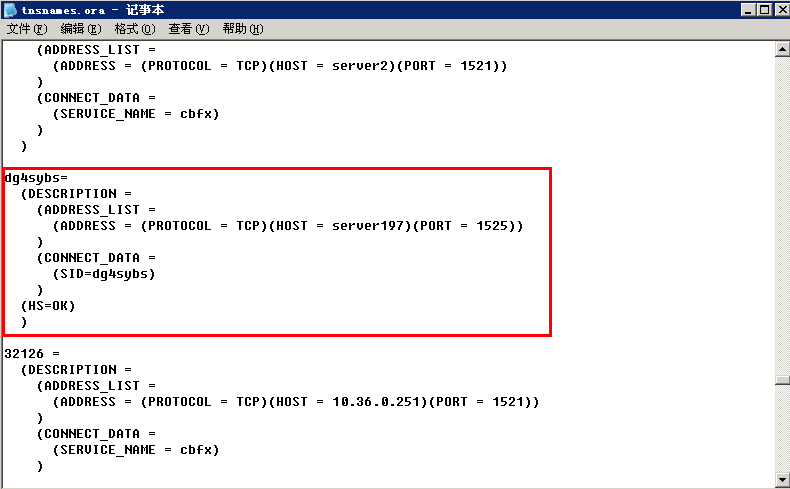 tnsnames.ora - 记事本
文件(F) 编辑(E) 格式(O) 查看(V) 帮助(H)
(ADDRESS_LIST =
(ADDRESS = (PROTOCOL = TCP)(HOST = server2)(PORT = 1521))
)
(CONNECT_DATA =
(SERVICE_NAME = cbfx)
)
)
dg4sybs=
(DESCRIPTION =
(ADDRESS_LIST =
(ADDRESS = (PROTOCOL = TCP)(HOST = server197)(PORT = 1525))
)
(CONNECT_DATA =
(SID=dg4sybs)
)
(HS=OK)
)
32126 =
(DESCRIPTION =
(ADDRESS_LIST =
(ADDRESS = (PROTOCOL = TCP)(HOST = 10.36.0.251)(PORT = 1521))
)
(CONNECT_DATA =
(SERVICE_NAME = cbfx)
)